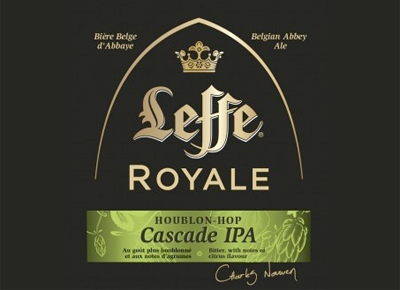 Bière Belge d'Abbaye
Belgian Abbey Ale
Leffe®
ROYALE
HOUBLON-HOP
Cascade IPA
Au goût plus houblonné
et aux notes d'agrumes
Bitter, with notes of
citrus flavour